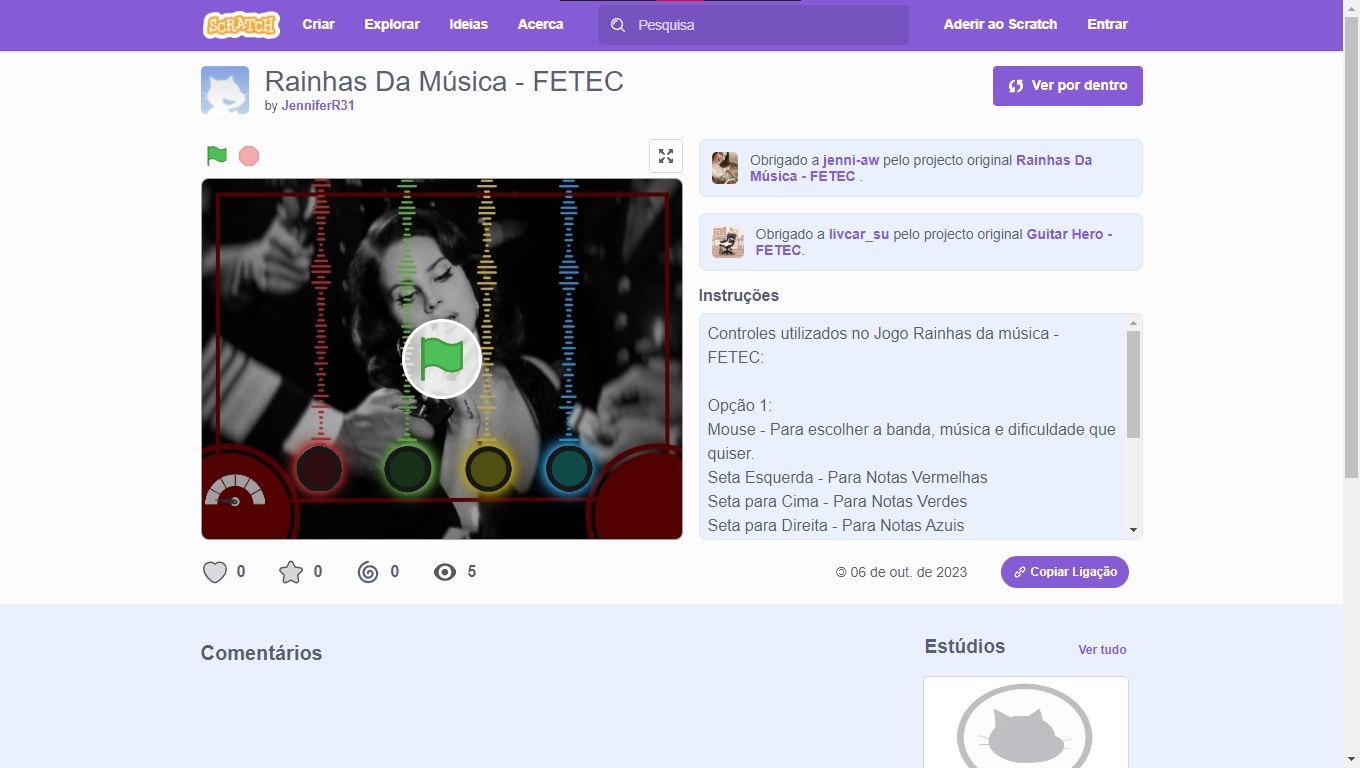 SCRATCH Criar Explorar Ideias Acerca Pesquisa Aderir ao Scratch Entrar
Rainhas Da Música - FETEC
by JenniferR31
Ver por dentro
Obrigado a jenni-aw pelo projecto original Rainhas Da
Música - FETEC .
Obrigado a livcar_su pelo projecto original Guitar Hero -
FETEC.
Instruções
Controles utilizados no Jogo Rainhas da música -
FETEC:
Opção 1:
Mouse - Para escolher a banda, música e dificuldade que
quiser.
Seta Esquerda - Para Notas Vermelhas
Seta para Cima - Para Notas Verdes
Seta para Direita - Para Notas Azuis
0 0 0 5
06 de out. de 2023
Copiar Ligação
Comentários
Estúdios
Ver tudo